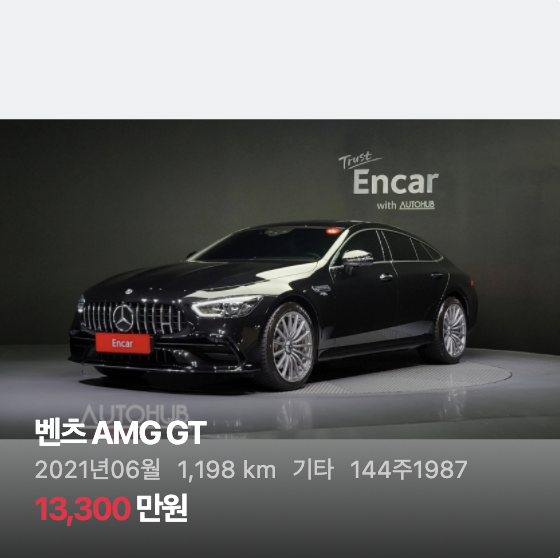 Trust
Encar
with AUTOHUB
Encar
AUTOHUB
벤츠 AMG GT
2021년06월 1,198 km 기타 144주1987
13,300 만원